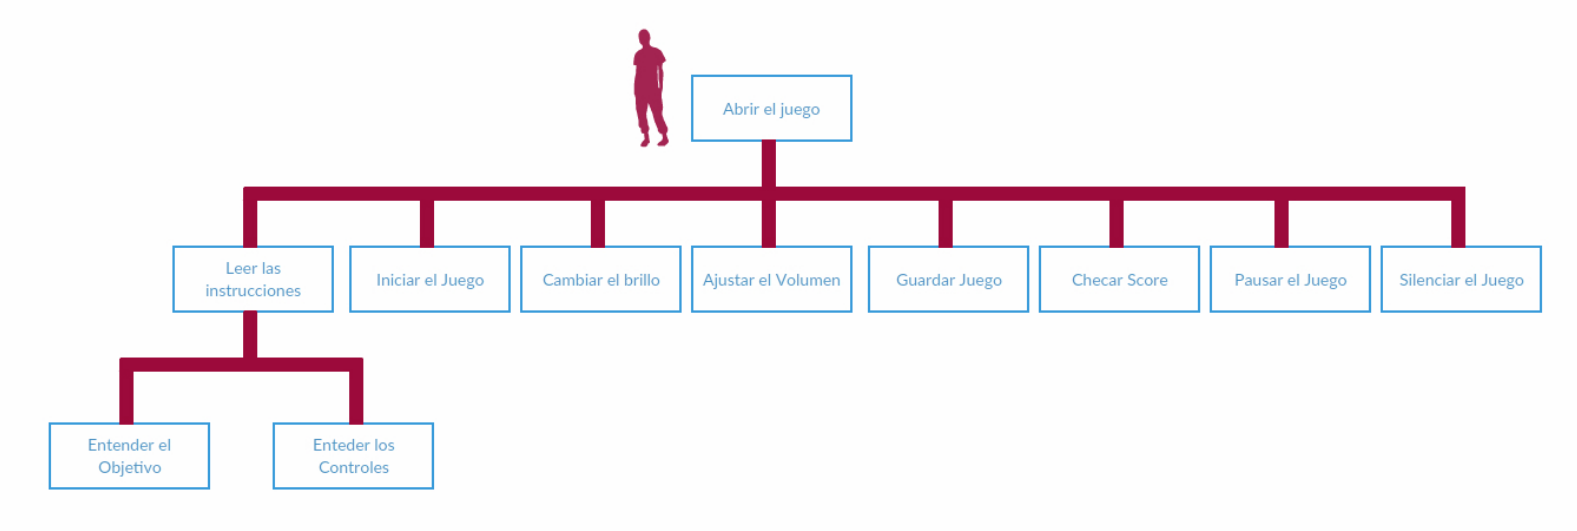 Abrir el juego
Leer las
instrucciones
Iniciar el Juego
Cambiar el brillo
Ajustar el Volumen
Guardar Juego
Checar Score
Pausar el Juego
Silenciar el Juego
Entender el
Objetivo
Enteder los
Controles